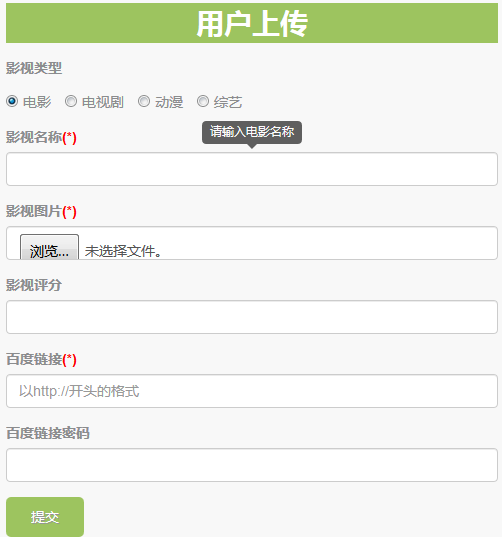 用户上传
影视类型
电影 电视剧 动漫 综艺
请输入电影名称
影视名称(*)
影视图片(*)
浏览... 未选择文件。
影视评分
百度链接(*)
以http://开头的格式
百度链接密码
提交